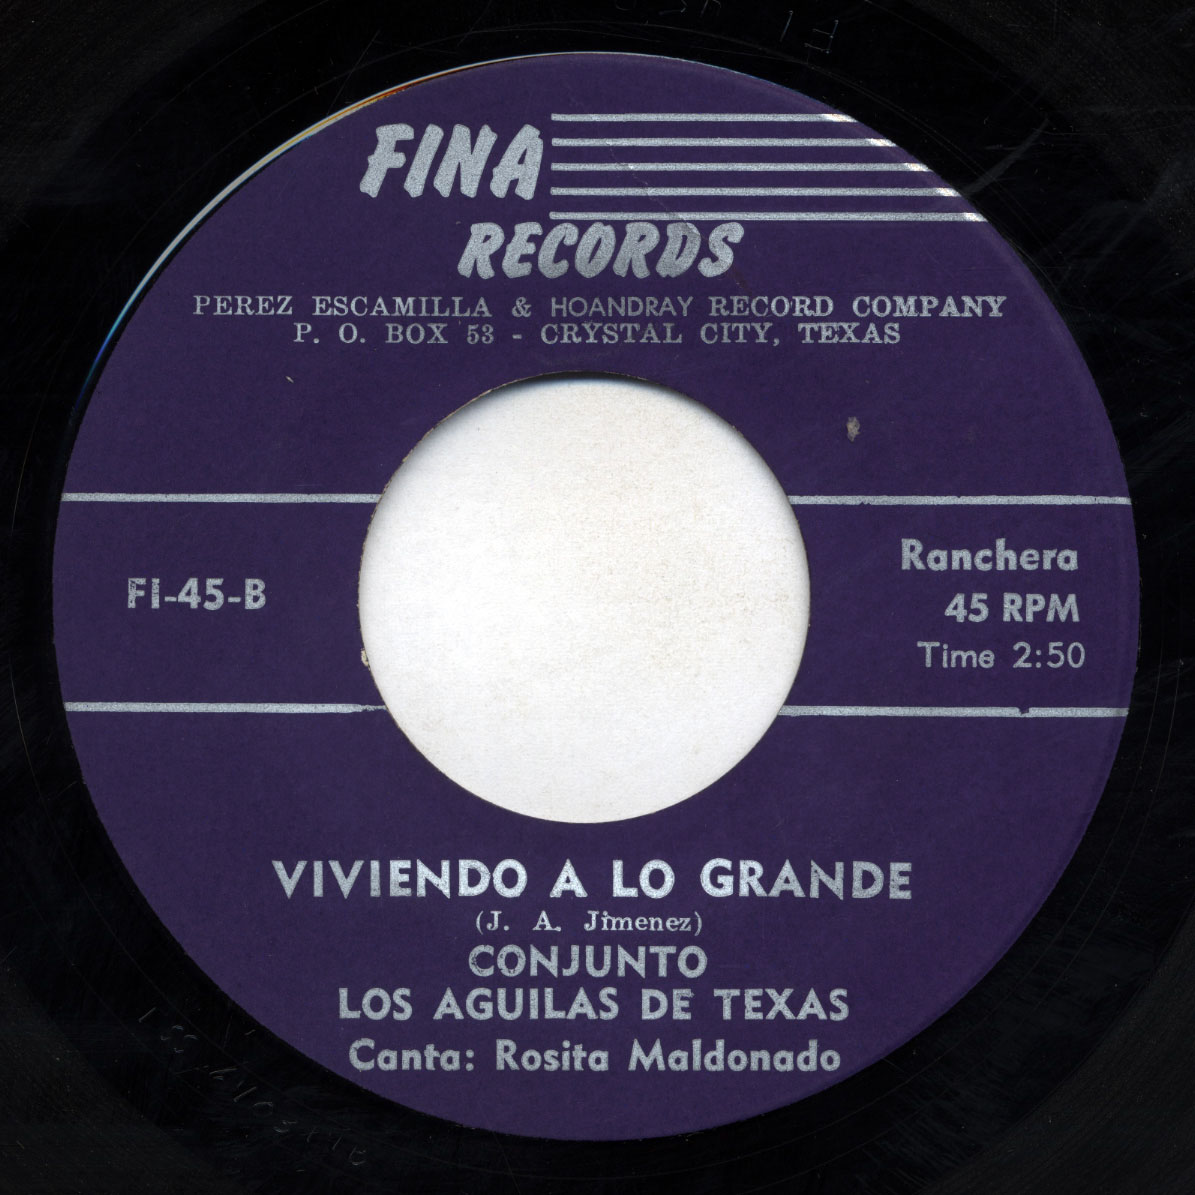 FINA
RECORDS
PEREZ ESCAMILLA & HOANDRAY RECORD COMPANY
P. O. BOX 53 - CRYSTAL CITY, TEXAS
FI-45-B
Ranchera
45 RPM
Time 2:50
VIVIENDO A LO GRANDE
(J. A. Jimenez)
CONJUNTO
LOS AGUILAS DE TEXAS
Canta: Rosita Maldonado